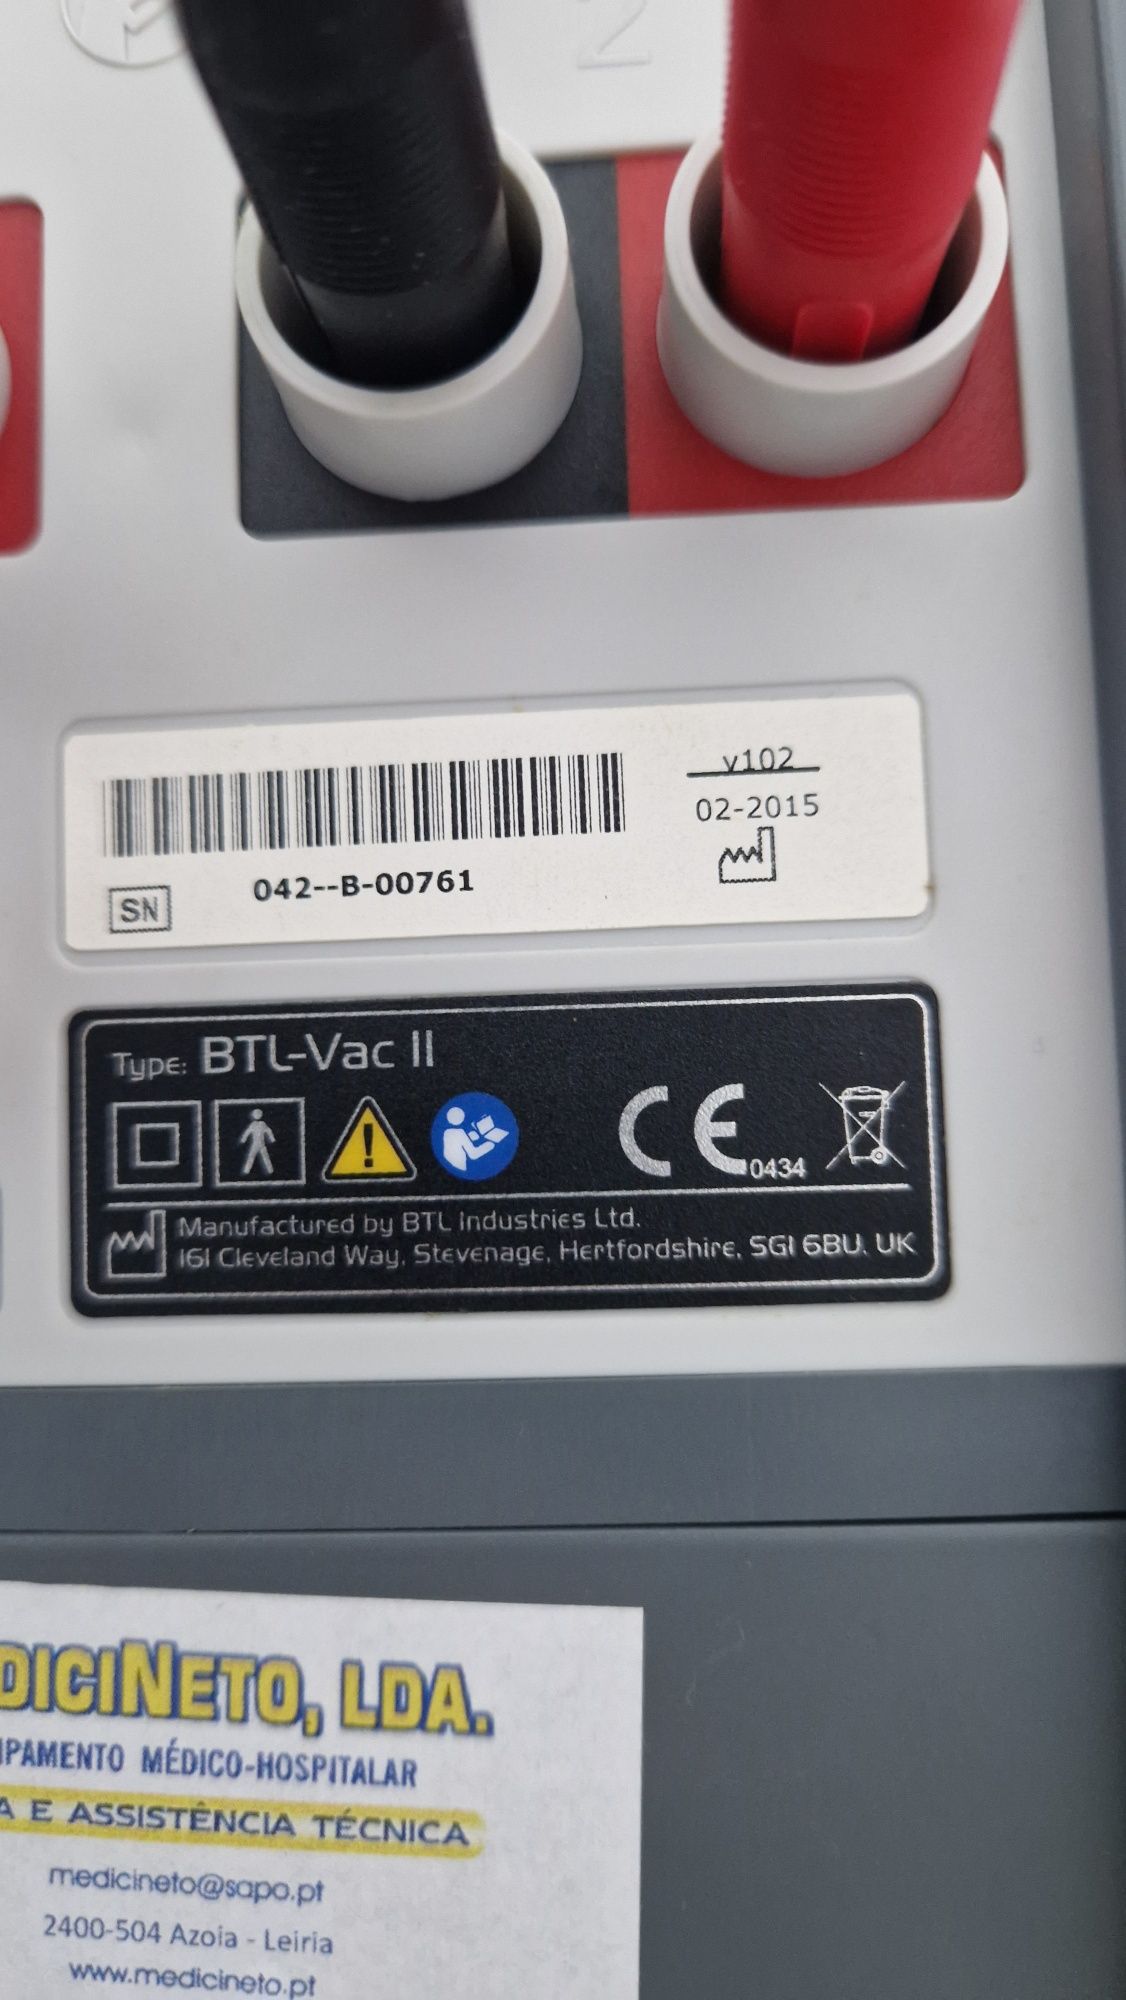 2
v102
02-2015
042--B-00761
SN
Type: BTL-Vac II
CE 0434
Manufactured by BTL Industries Ltd.
161 Cleveland Way, Stevenage, Hertfordshire, SG1 6BU, UK
DICINETO, LDA.
IPAMENTO MÉDICO-HOSPITALAR
A E ASSISTÊNCIA TÉCNICA
medicineto@sapo.pt
2400-504 Azoia - Leiria
www.medicineto.pt